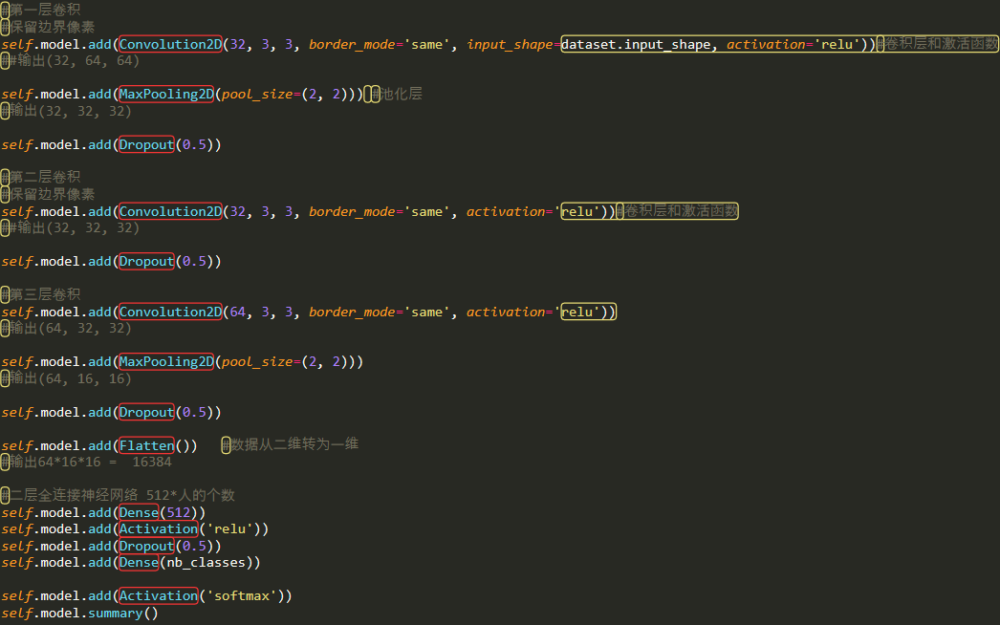 #第一层卷积
#保留边界像素
self.model.add(Convolution2D(32, 3, 3, border_mode='same', input_shape=dataset.input_shape, activation='relu'))#卷积层和激活函数
##输出(32, 64, 64)
self.model.add(MaxPooling2D(pool_size=(2, 2))) #池化层
#输出(32, 32, 32)
self.model.add(Dropout(0.5))
#第二层卷积
#保留边界像素
self.model.add(Convolution2D(32, 3, 3, border_mode='same', activation='relu'))#卷积层和激活函数
##输出(32, 32, 32)
self.model.add(Dropout(0.5))
#第三层卷积
self.model.add(Convolution2D(64, 3, 3, border_mode='same', activation='relu'))
#输出(64, 32, 32)
self.model.add(MaxPooling2D(pool_size=(2, 2)))
#输出(64, 16, 16)
self.model.add(Dropout(0.5))
self.model.add(Flatten()) #数据从二维转为一维
#输出64*16*16 = 16384
#二层全连接神经网络 512*人的个数
self.model.add(Dense(512))
self.model.add(Activation('relu'))
self.model.add(Dropout(0.5))
self.model.add(Dense(nb_classes))
self.model.add(Activation('softmax'))
self.model.summary()